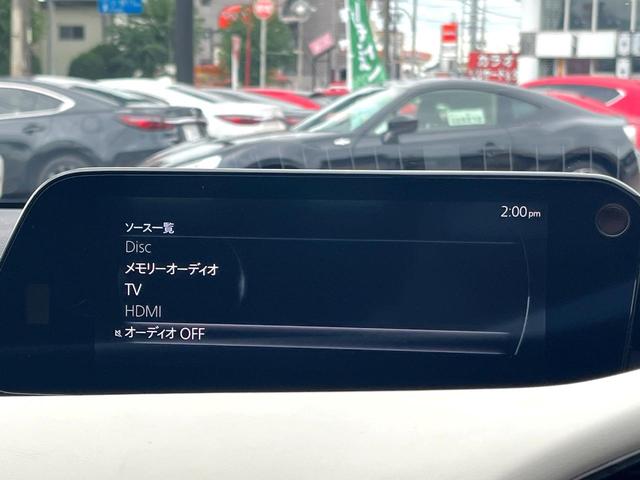 カラオ
2:00pm
ソース一覧
Disc
メモリーオーディオ
TV
HDMI
オーディオ OFF